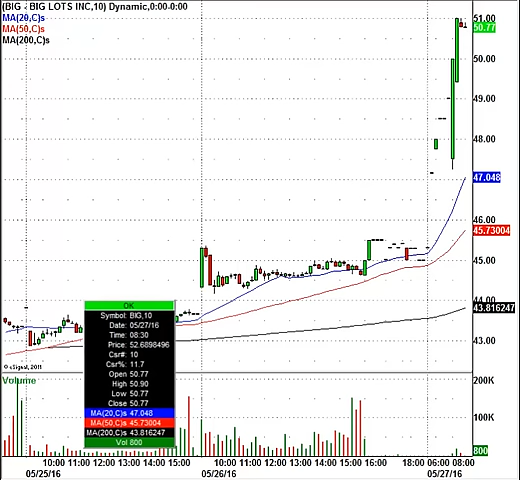 (BIG - BIG LOTS INC,10) Dynamic,0:00-0:00
MA(20,C)s
MA(50,C)s
MA(200,C)s
51.00
50.77
50.00
49.00
48.00
47.048
46.00
45.73004
45.00
44.00
43.816247
43.00
OK
Symbol: BIG,10
Date: 05/27/16
Time: 08:30
Price: 52.6898496
Csr#: 10
Csr%: 11.7
Open 50.77
High 50.90
Low 50.77
Close 50.77
MA(20,C)s 47.048
MA(50,C)s 45.73004
MA(200,C)s 43.816247
Vol 800
© eSignal, 2011
Volume
200K
100K
800
10:00 11:00 12:00 13:00 14:00 15:00 10:00 11:00 12:00 13:00 14:00 15:00 16:00 18:00 06:00 08:00
05/25/16 05/26/16 05/27/16